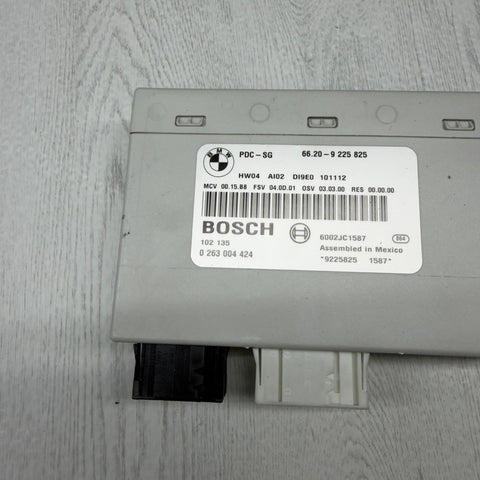 BMW
PDC-SG 66.20-9 225 825
HW04 AI02 DI9E0 101112
MCV 00.15.88 FSV 04.0D.01 OSV 03.03.00 RES 00.00.00
BOSCH 6002JC1587 864
102 135 Assembled in Mexico
0 263 004 424 *9225825 1587*